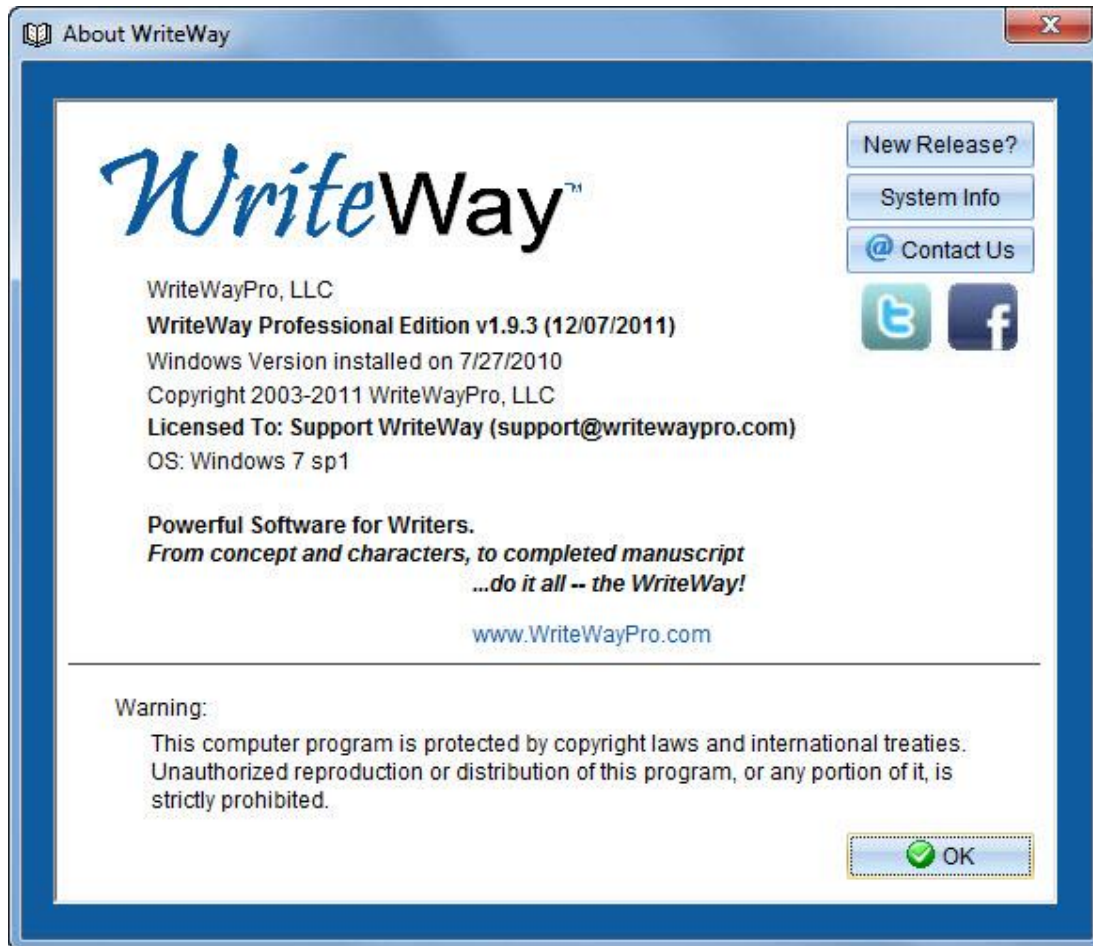 About WriteWay
New Release?
WriteWay™
System Info
@ Contact Us
WriteWayPro, LLC
WriteWay Professional Edition v1.9.3 (12/07/2011)
Windows Version installed on 7/27/2010
Copyright 2003-2011 WriteWayPro, LLC
Licensed To: Support WriteWay (support@writewaypro.com)
OS: Windows 7 sp1
Powerful Software for Writers.
From concept and characters, to completed manuscript
...do it all -- the WriteWay!
www.WriteWayPro.com
Warning:
This computer program is protected by copyright laws and international treaties.
Unauthorized reproduction or distribution of this program, or any portion of it, is
strictly prohibited.
OK